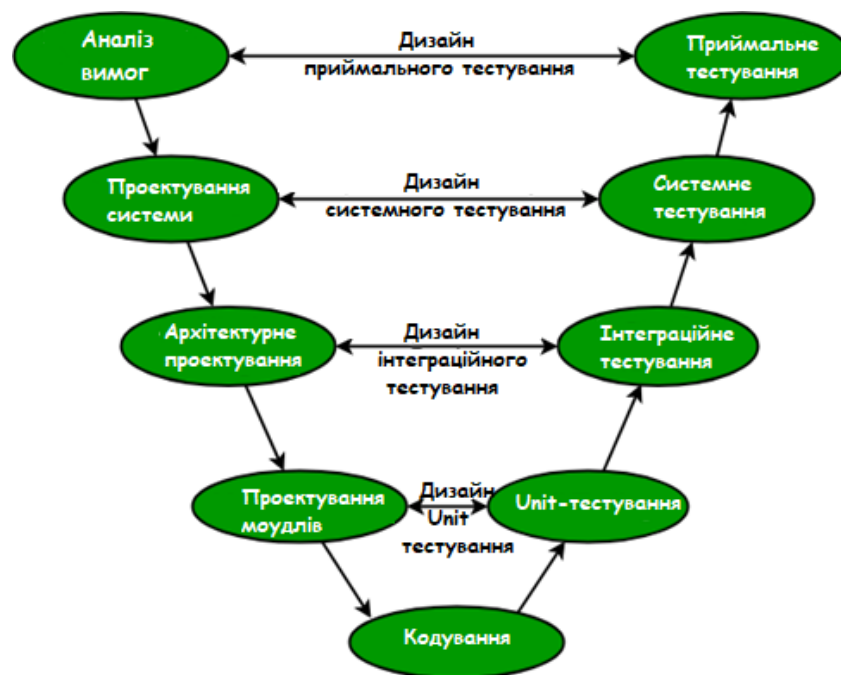 Аналіз
вимог
Дизайн
приймального тестування
Приймальне
тестування
Проектування
системи
Дизайн
системного тестування
Системне
тестування
Архітектурне
проектування
Дизайн
інтеграційного
тестування
Інтеграційне
тестування
Проектування
моудлів
Дизайн
Unit
тестування
Unit-тестування
Кодування